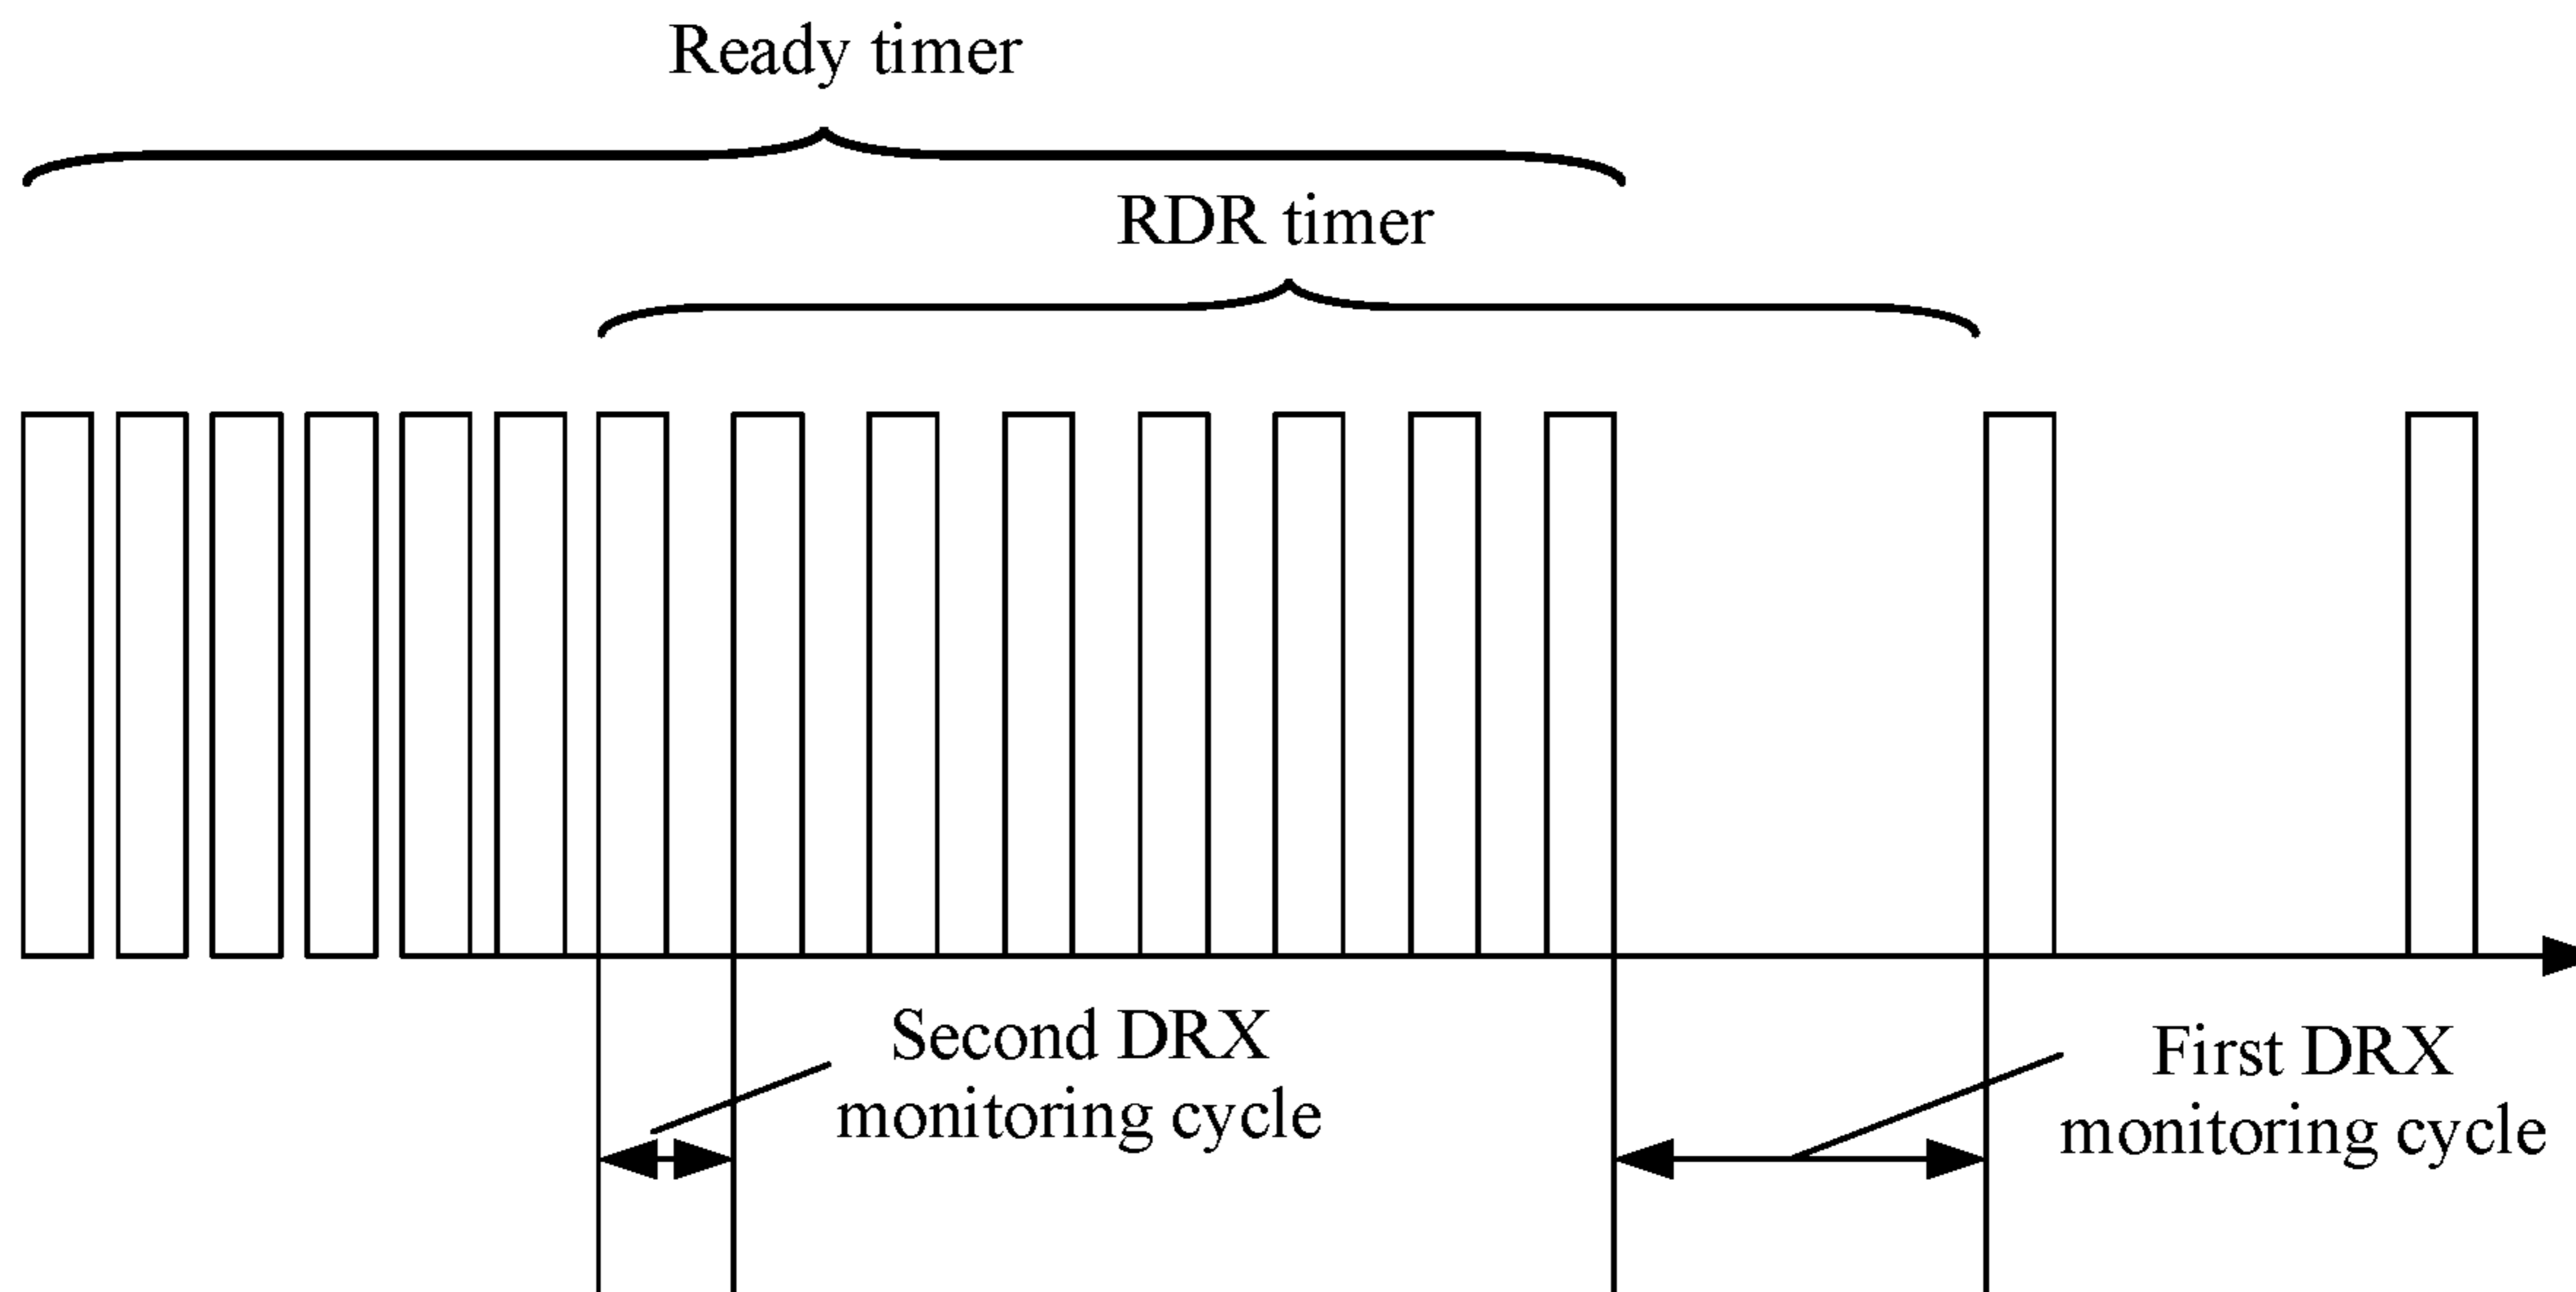 Ready timer
RDR timer
Second DRX
monitoring cycle
First DRX
monitoring cycle